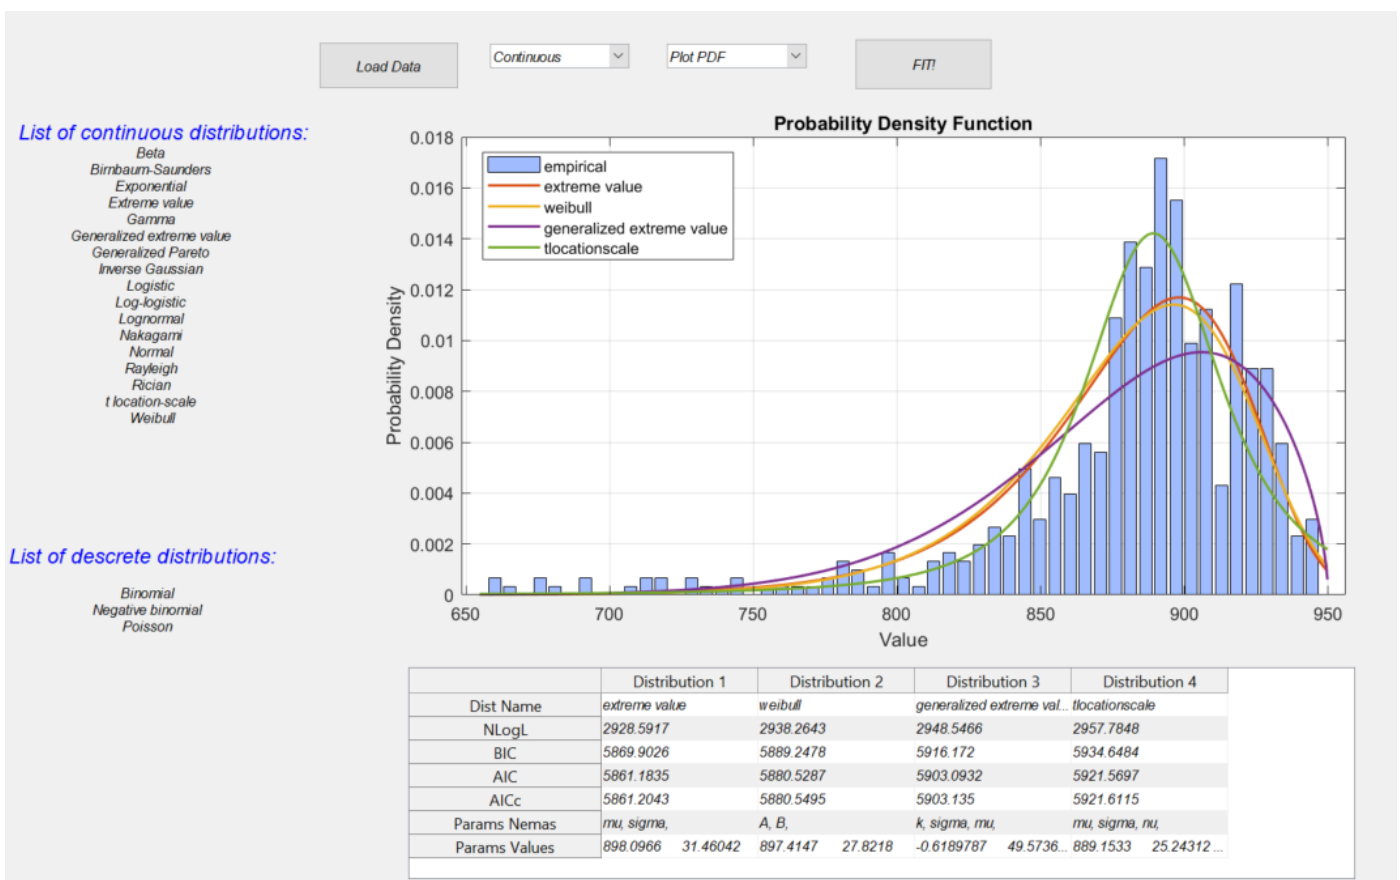 Load Data
Continuous
Plot PDF
FIT!
List of continuous distributions:
Beta
Birnbaum-Saunders
Exponential
Extreme value
Gamma
Generalized extreme value
Generalized Pareto
Inverse Gaussian
Logistic
Log-logistic
Lognormal
Nakagami
Normal
Rayleigh
Rician
t location-scale
Weibull
List of descrete distributions:
Binomial
Negative binomial
Poisson
Probability Density Function
0.018
0.016
0.014
0.012
0.01
0.008
0.006
0.004
0.002
0
Probability Density
empirical
extreme value
weibull
generalized extreme value
tlocationscale
650 700 750 800 850 900 950
Value
Distribution 1 Distribution 2 Distribution 3 Distribution 4
Dist Name extreme value weibull generalized extreme val... tlocationscale
NLogL 2928.5917 2938.2643 2948.5466 2957.7848
BIC 5869.9026 5889.2478 5916.172 5934.6484
AIC 5861.1835 5880.5287 5903.0932 5921.5697
AICc 5861.2043 5880.5495 5903.135 5921.6115
Params Nemas mu, sigma, A, B, k, sigma, mu, mu, sigma, nu,
Params Values 898.0966 31.46042 897.4147 27.8218 -0.6189787 49.5736... 889.1533 25.24312 ...